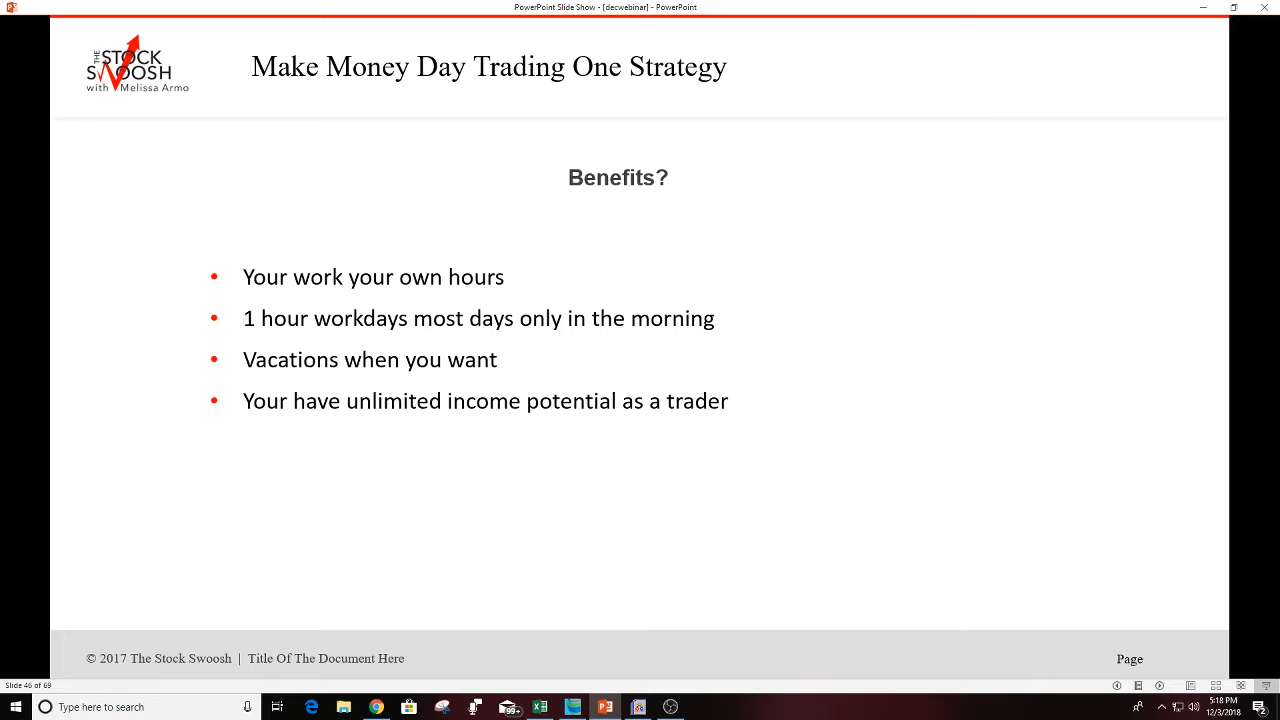 PowerPoint Slide Show - [decwebinar] - PowerPoint
THE STOCK
SWOOSH
with Melissa Armo
Make Money Day Trading One Strategy
Benefits?
• Your work your own hours
• 1 hour workdays most days only in the morning
• Vacations when you want
• Your have unlimited income potential as a trader
© 2017 The Stock Swoosh | Title Of The Document Here
Page
Slide 46 of 69
Type here to search
99+
5:18 PM
12/3/2018